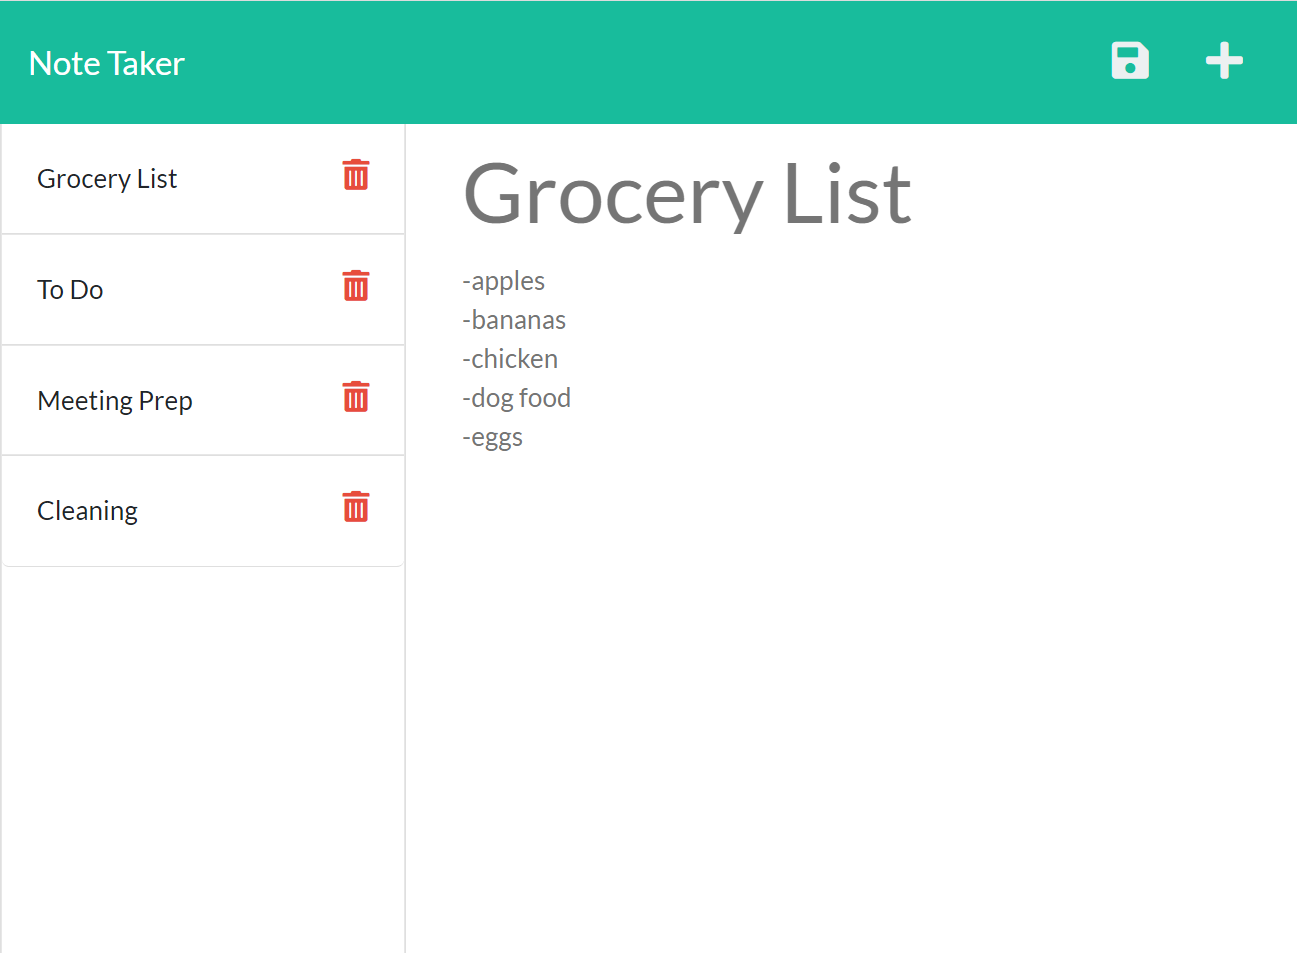 Note Taker
Grocery List
To Do
Meeting Prep
Cleaning
Grocery List
-apples
-bananas
-chicken
-dog food
-eggs